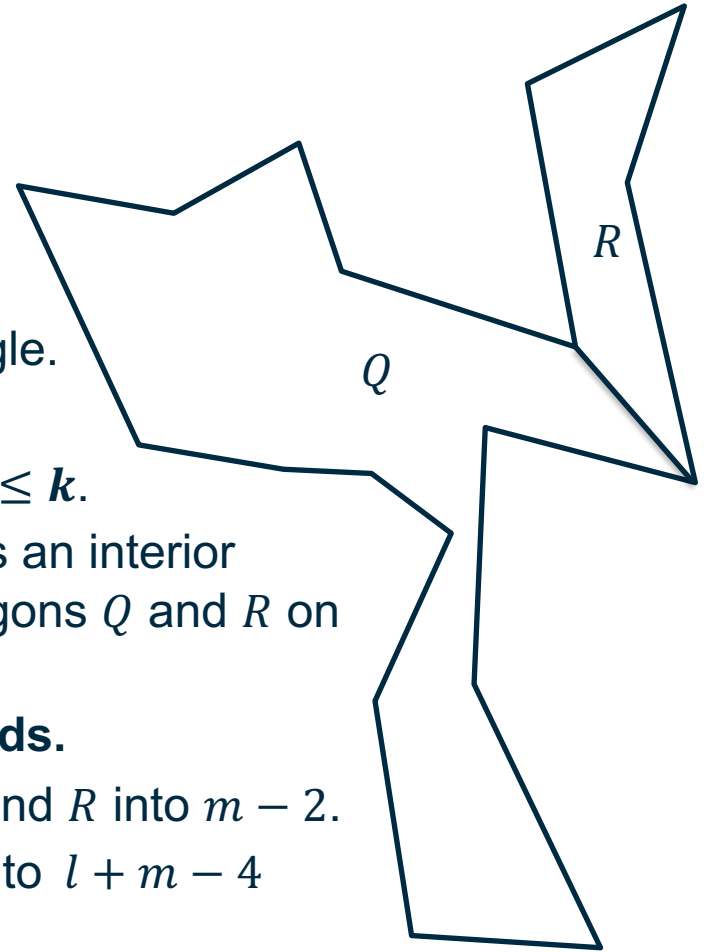 R
gle.
Q
≤ k.
s an interior
gons Q and R on
ds.
nd R into m − 2.
to l + m − 4